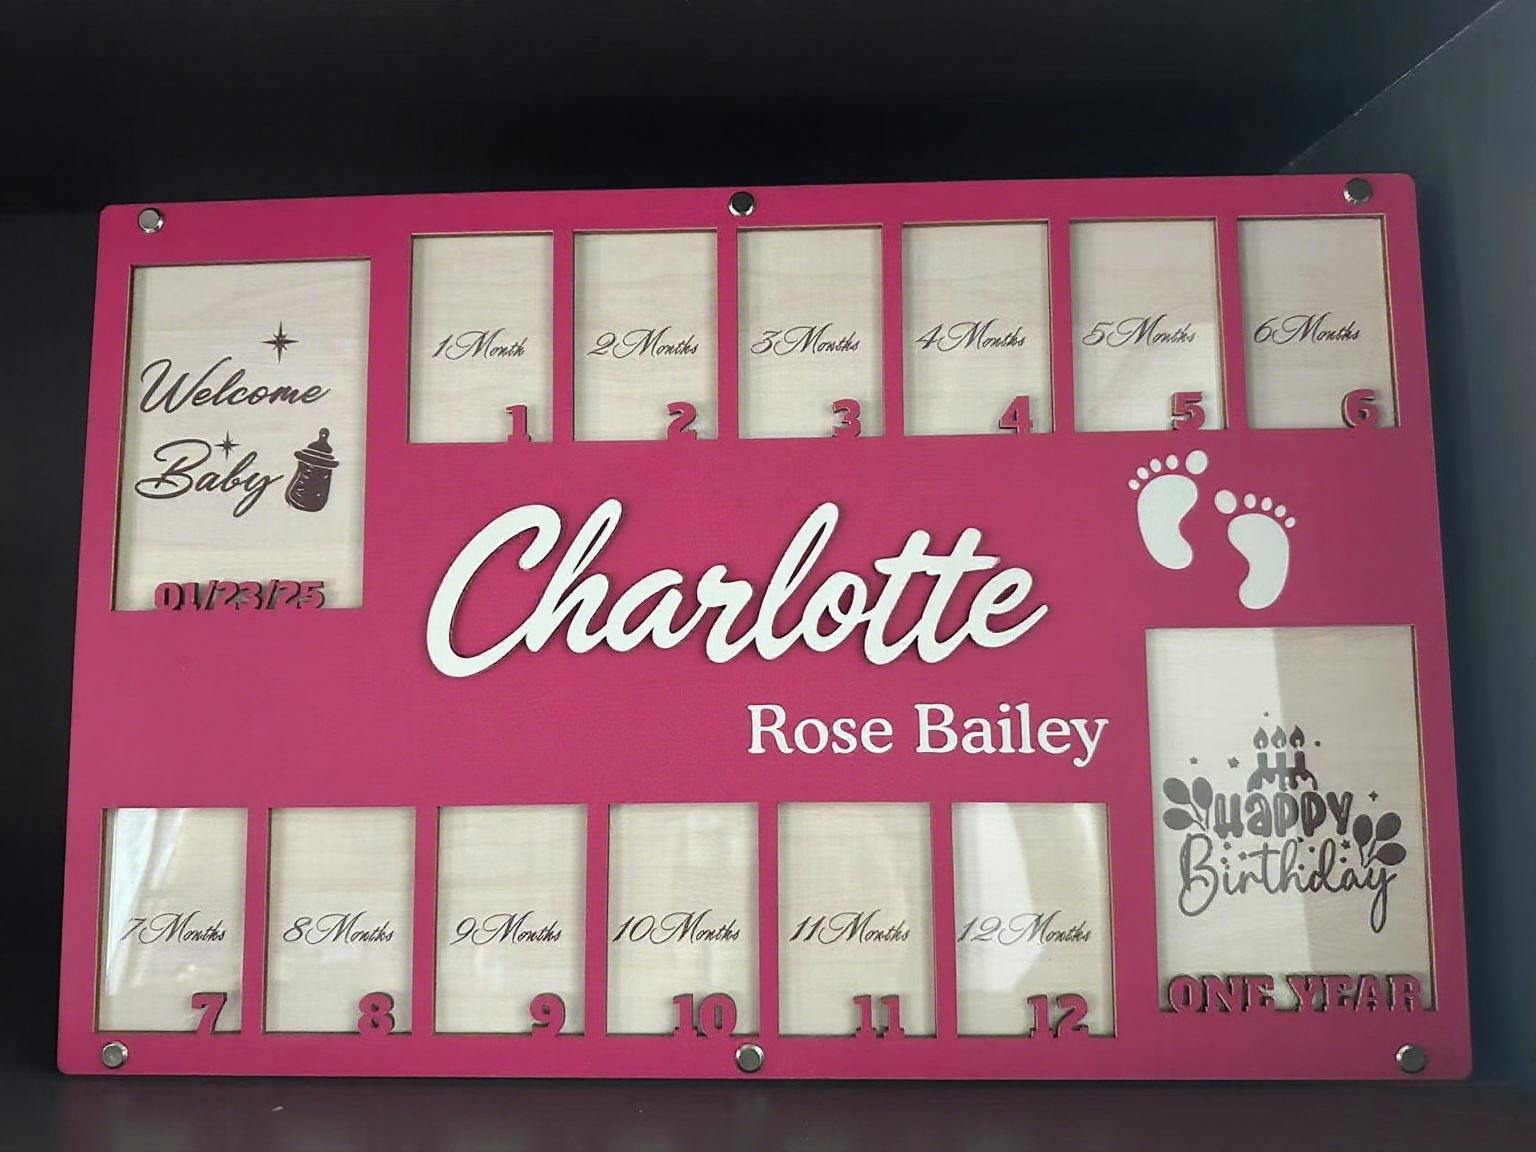 Welcome
Baby
01/23/25
1 Month
1
2 Months
2
3 Months
3
4 Months
4
5 Months
5
6 Months
6
Charlotte
Rose Bailey
7 Months
7
8 Months
8
9 Months
9
10 Months
10
11 Months
11
12 Months
12
Happy
Birthday
ONE YEAR